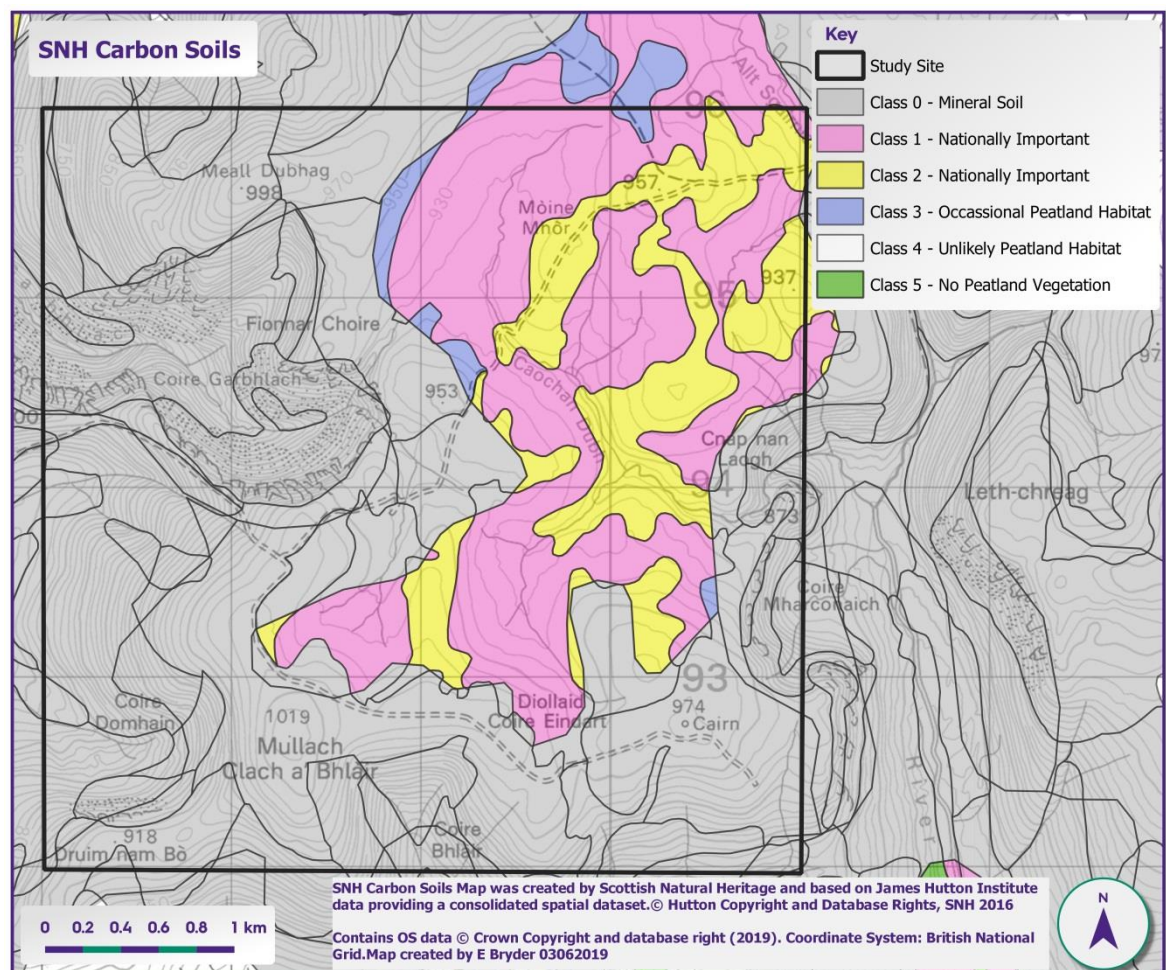 SNH Carbon Soils
Key
Study Site
Class 0 - Mineral Soil
Class 1 - Nationally Important
Class 2 - Nationally Important
Class 3 - Occassional Peatland Habitat
Class 4 - Unlikely Peatland Habitat
Class 5 - No Peatland Vegetation
Allt
96
Meall Dubhag
998
970
950
930
957
Mòine
Mhór
95
937
Fionnar Choire
Coire Garbhlach
953
Caochan Dubh
Cnap nan
Laogh
94
Leth-chreag
873
Coire
Mharconaich
93
Diollaid
Coire Eindart
974
Cairn
Coire
Domhain
1019
Mullach
Clach a' Bhlàir
River
918
Druim nam Bò
Coire
Bhlàir
SNH Carbon Soils Map was created by Scottish Natural Heritage and based on James Hutton Institute
data providing a consolidated spatial dataset.© Hutton Copyright and Database Rights, SNH 2016
Contains OS data © Crown Copyright and database right (2019). Coordinate System: British National
Grid.Map created by E Bryder 03062019
0 0.2 0.4 0.6 0.8 1 km
N